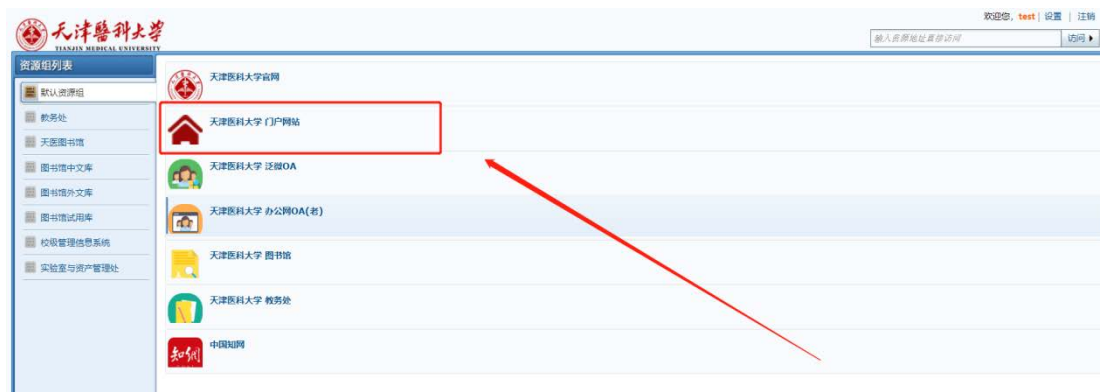 欢迎您, test | 设置 | 注销
天津醫科大學
TIANJIN MEDICAL UNIVERSITY
输入资源地址直接访问
访问
资源组列表
默认资源组
教务处
天医图书馆
图书馆中文库
图书馆外文库
图书馆试用库
校级管理信息系统
实验室与资产管理处
天津医科大学官网
天津医科大学 门户网站
天津医科大学 泛微OA
天津医科大学 办公网OA(老)
天津医科大学 图书馆
天津医科大学 教务处
知网
中国知网